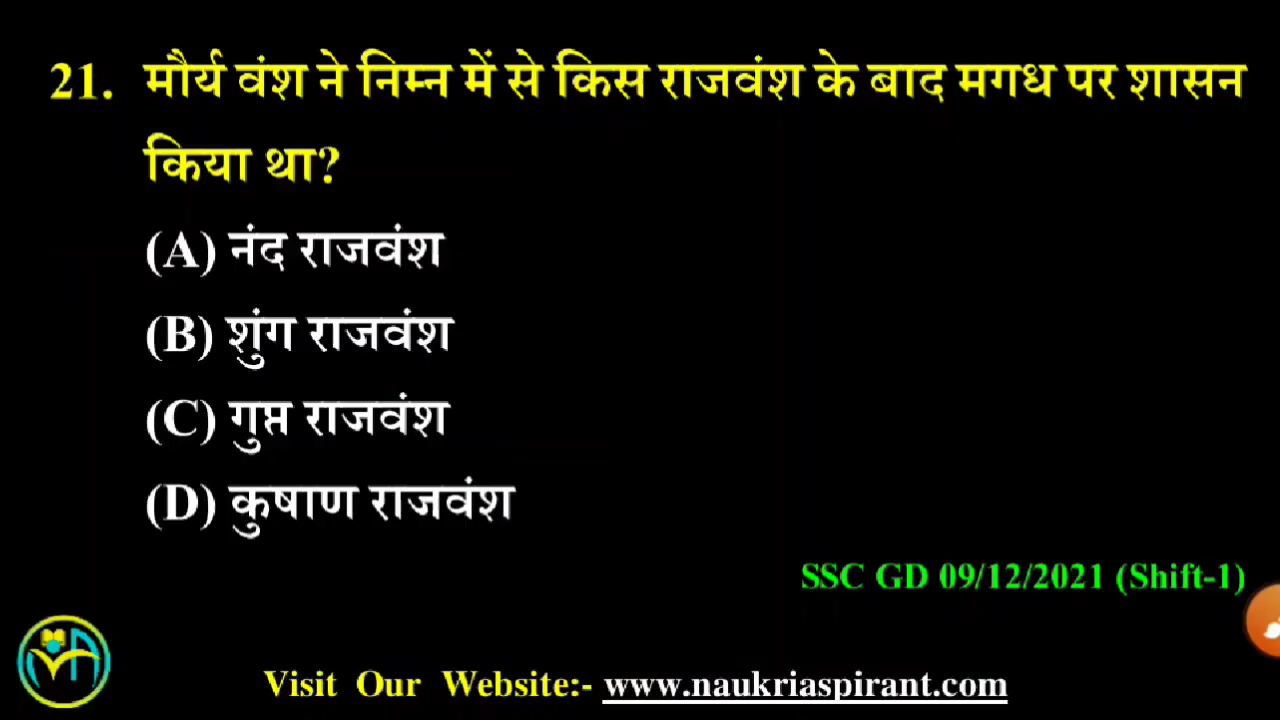 21. मौर्य वंश ने निम्न में से किस राजवंश के बाद मगध पर शासन
किया था?
(A) नंद राजवंश
(B) शुंग राजवंश
(C) गुप्त राजवंश
(D) कुषाण राजवंश
SSC GD 09/12/2021 (Shift-1)
Visit Our Website:- www.naukriaspirant.com